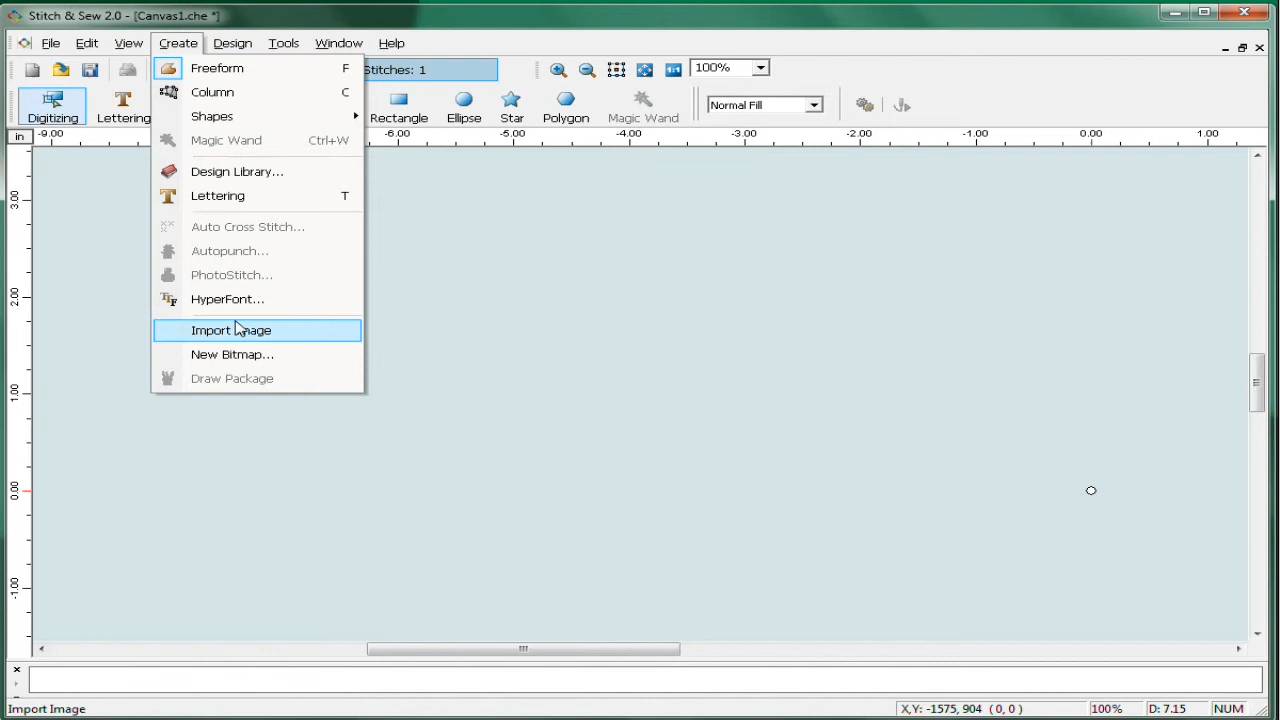 Stitch & Sew 2.0 - [Canvas1.che *]
File Edit View Create Design Tools Window Help
Stitches: 1 100%
Digitizing Lettering Rectangle Ellipse Star Polygon Magic Wand Normal Fill
in -9.00 -6.00 -5.00 -4.00 -3.00 -2.00 -1.00 0.00 1.00
Freeform F
Column C
Shapes
Magic Wand Ctrl+W
Design Library...
Lettering T
Auto Cross Stitch...
Autopunch...
PhotoStitch...
HyperFont...
Import Image
New Bitmap...
Draw Package
3.00
2.00
1.00
0.00
-1.00
Import Image X,Y: -1575, 904 ( 0, 0 ) 100% D: 7.15 NUM